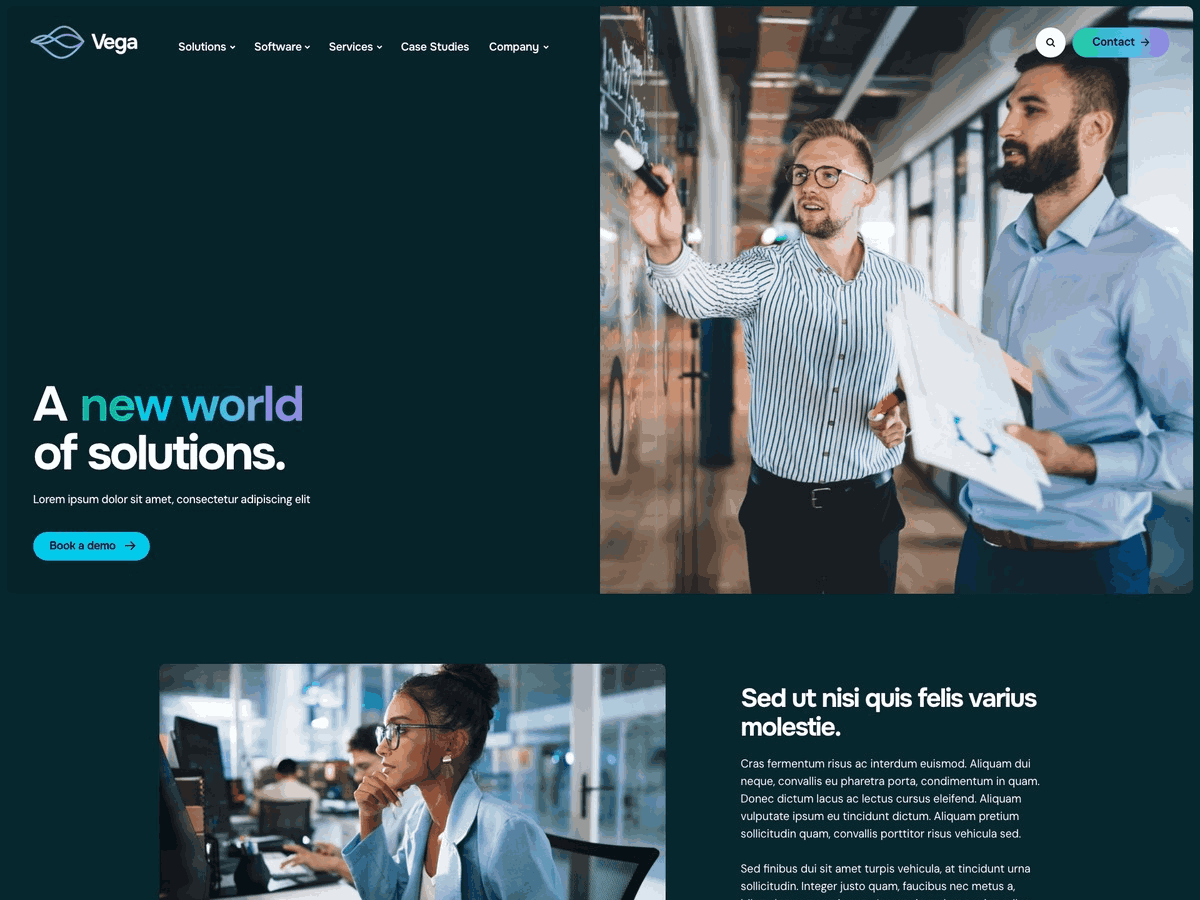 Vega
Solutions
Software
Services
Case Studies
Company
Contact
A new world
of solutions.
Lorem ipsum dolor sit amet, consectetur adipiscing elit
Book a demo
Sed ut nisi quis felis varius
molestie.
Cras fermentum risus ac interdum euismod. Aliquam dui
neque, convallis eu pharetra porta, condimentum in quam.
Donec dictum lacus ac lectus cursus eleifend. Aliquam
vulputate ipsum eu tincidunt dictum. Aliquam pretium
sollicitudin quam, convallis porttitor risus vehicula sed.
Sed finibus dui sit amet turpis vehicula, at tincidunt urna
sollicitudin. Integer justo quam, faucibus nec metus a,